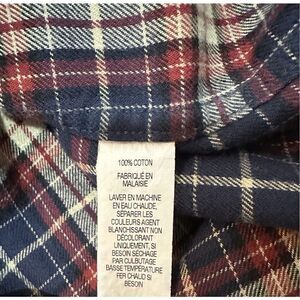 100% COTON
FABRIQUÉ EN
MALAISIE
LAVER EN MACHINE
EN EAU CHAUDE,
SÉPARER LES
COULEURS AGENT
BLANCHISSANT NON
DÉCOLORANT
UNIQUEMENT, SI
BESOIN SÉCHAGE
PAR CULBUTAGE
BASSE TEMPÉRATURE
FER CHAUD SI
BESOIN